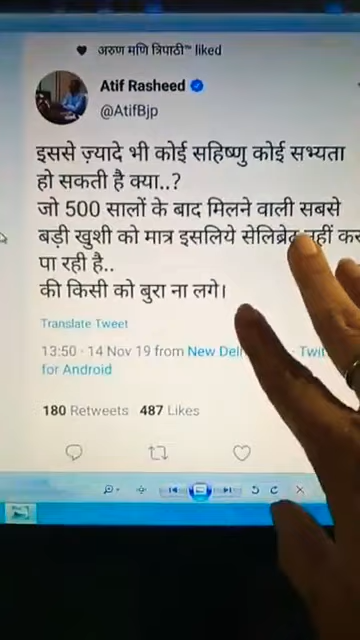 अरुण मणि त्रिपाठी™ liked
Atif Rasheed
@AtifBjp
इससे ज़्यादे भी कोई सहिष्णु कोई सभ्यता
हो सकती है क्या..?
जो 500 सालों के बाद मिलने वाली सबसे
बड़ी खुशी को मात्र इसलिये सेलिब्रेट नहीं कर
पा रही है..
की किसी को बुरा ना लगे।
Translate Tweet
13:50 · 14 Nov 19 from New Del
for Android
180 Retweets 487 Likes